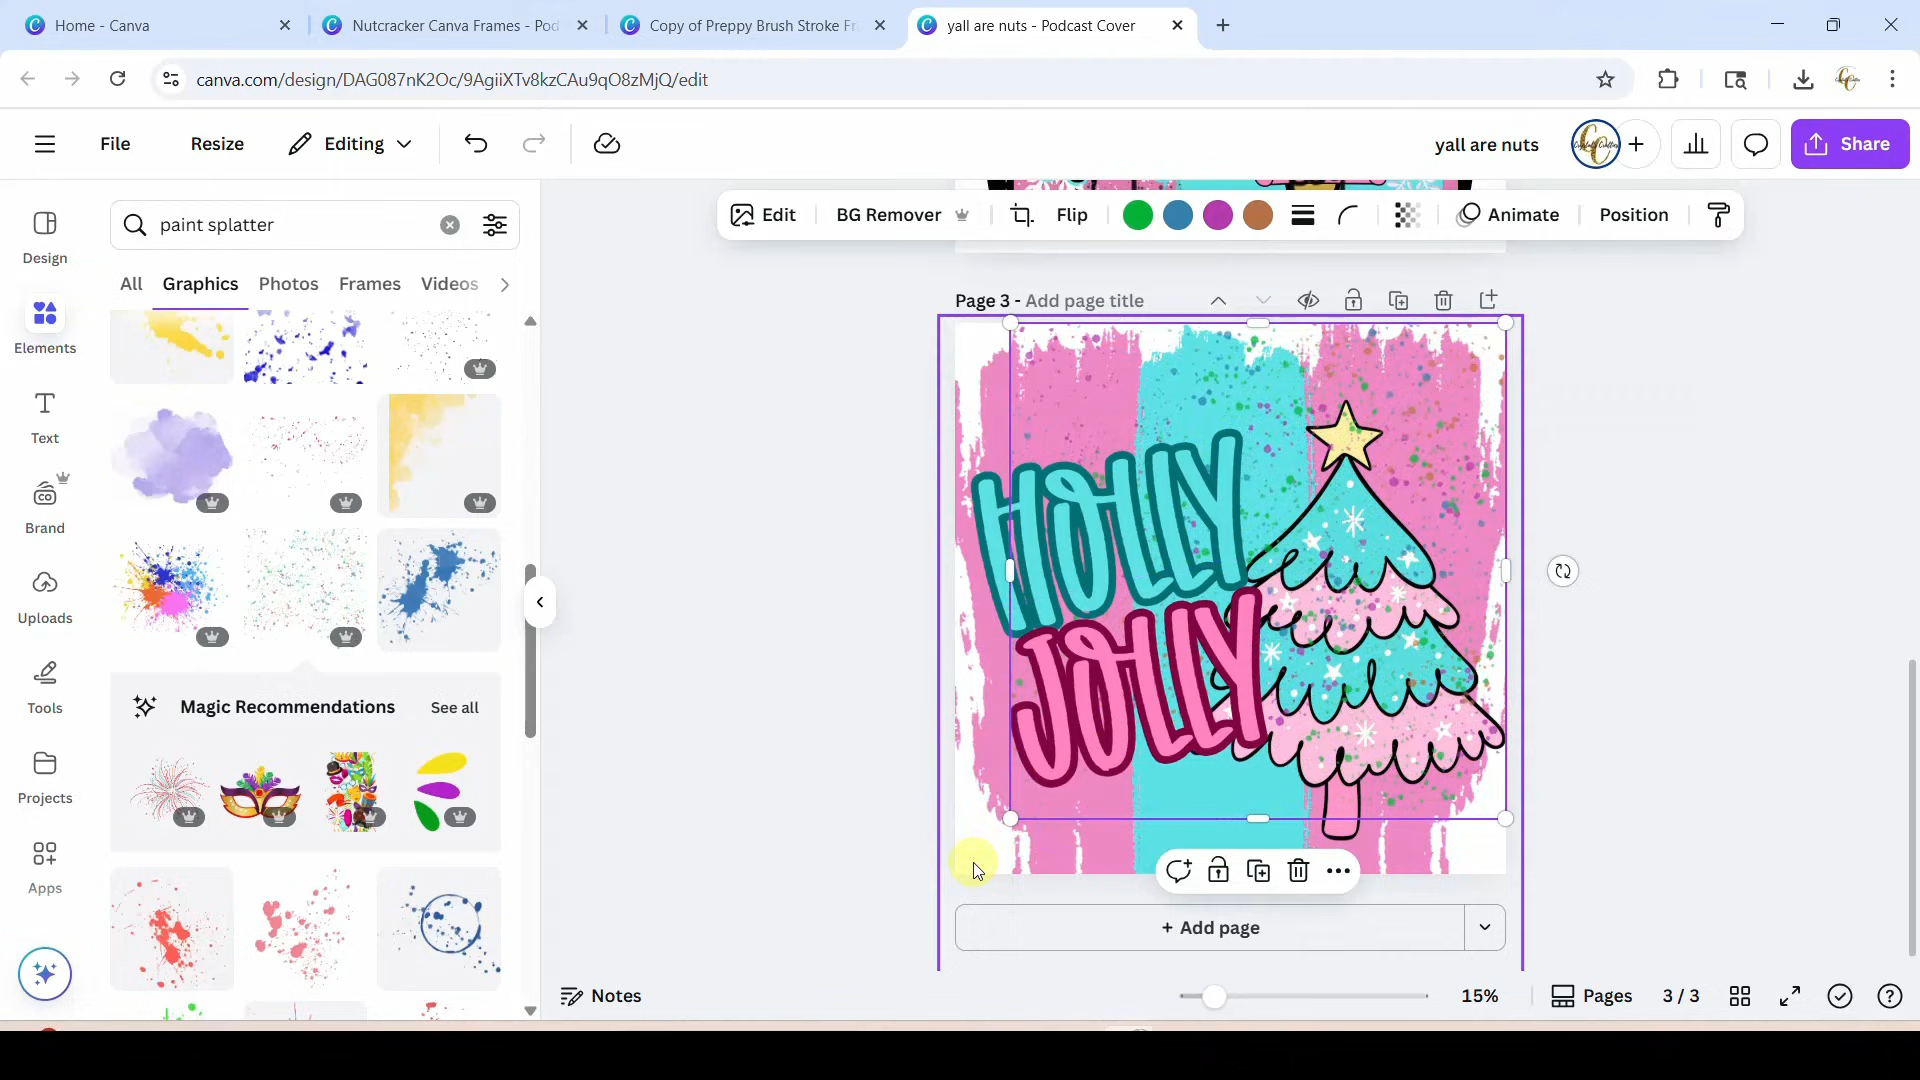 Home - Canva
Nutcracker Canva Frames - Pod
Copy of Preppy Brush Stroke Fr
yall are nuts - Podcast Cover
canva.com/design/DAG087nK2Oc/9AgiiXTv8kzCAu9qO8zMjQ/edit
File
Resize
Editing
yall are nuts
Share
paint splatter
Edit
BG Remover
Flip
Animate
Position
Design
Elements
Text
Brand
Uploads
Tools
Projects
Apps
All
Graphics
Photos
Frames
Videos
Page 3 - Add page title
HOLLY
JOLLY
Magic Recommendations
See all
+ Add page
Notes
15%
Pages
3 / 3